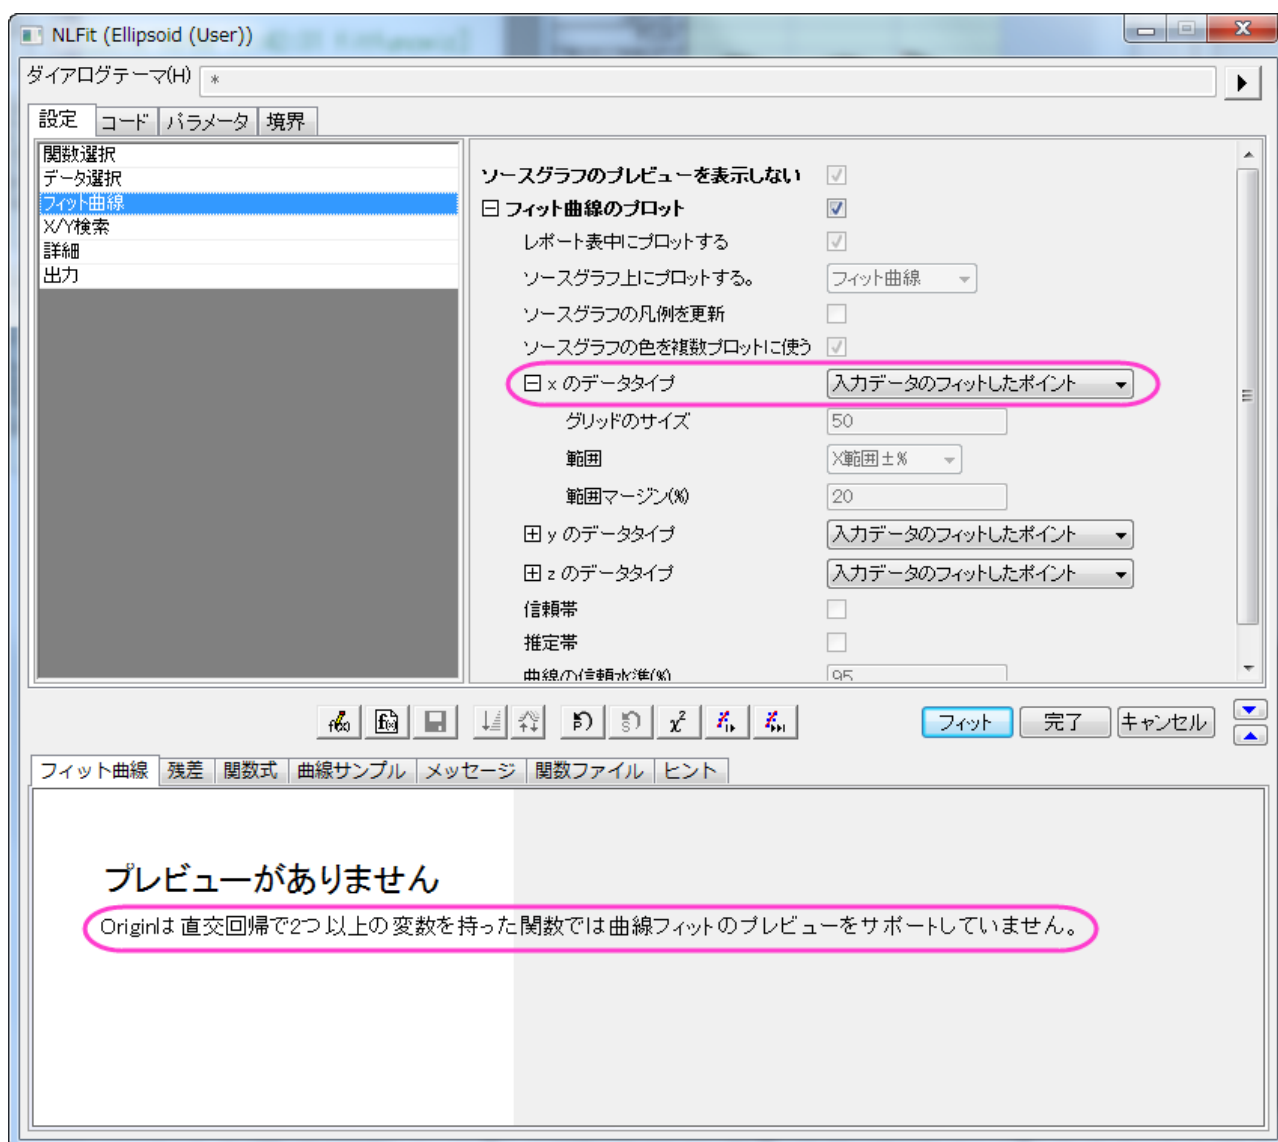 NLFit (Ellipsoid (User))
ダイアログテーマ(H) *
設定 コード パラメータ 境界
関数選択
データ選択
フィット曲線
X/Y検索
詳細
出力
ソースグラフのプレビューを表示しない
フィット曲線のプロット
レポート表中にプロットする
ソースグラフ上にプロットする。 フィット曲線
ソースグラフの凡例を更新
ソースグラフの色を複数プロットに使う
x のデータタイプ 入力データのフィットしたポイント
グリッドのサイズ 50
範囲 X範囲±%
範囲マージン(%) 20
y のデータタイプ 入力データのフィットしたポイント
z のデータタイプ 入力データのフィットしたポイント
信頼帯
推定帯
曲線の信頼水準(%) 95
フィット 完了 キャンセル
フィット曲線 残差 関数式 曲線サンプル メッセージ 関数ファイル ヒント
プレビューがありません
Originは直交回帰で2つ以上の変数を持った関数では曲線フィットのプレビューをサポートしていません。